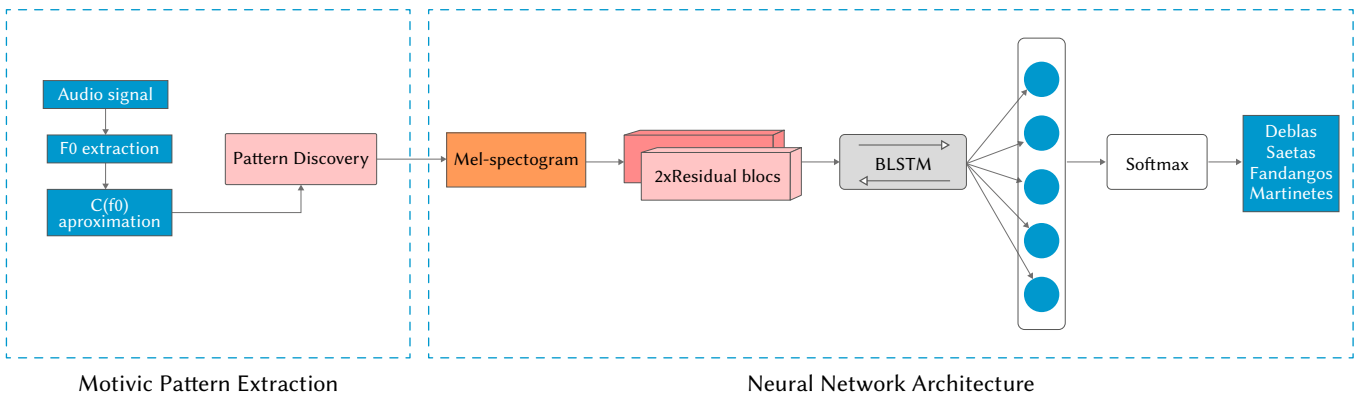 Audio signal
F0 extraction
C(f0)
aproximation
Pattern Discovery
Mel-spectogram
2xResidual blocs
BLSTM
Softmax
Deblas
Saetas
Fandangos
Martinetes
Motivic Pattern Extraction
Neural Network Architecture